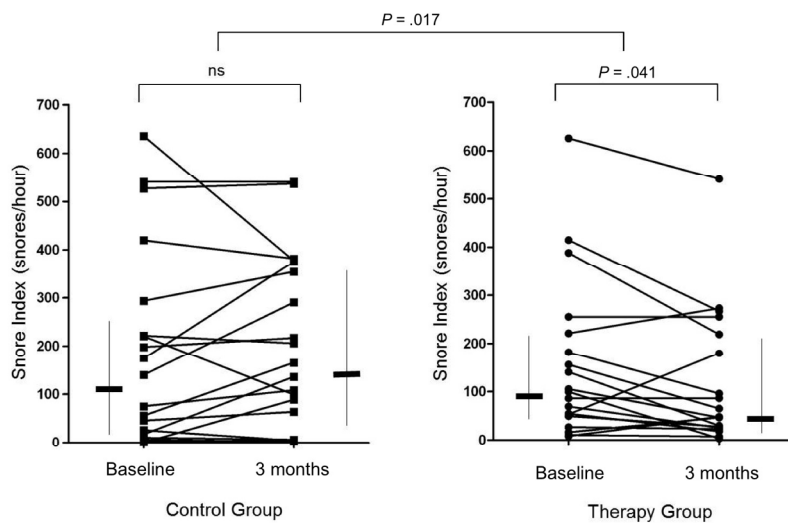 P = .017
ns
700
600
500
400
300
200
100
0
Snore Index (snores/hour)
Baseline
3 months
Control Group
P = .041
700
600
500
400
300
200
100
0
Snore Index (snores/hour)
Baseline
3 months
Therapy Group